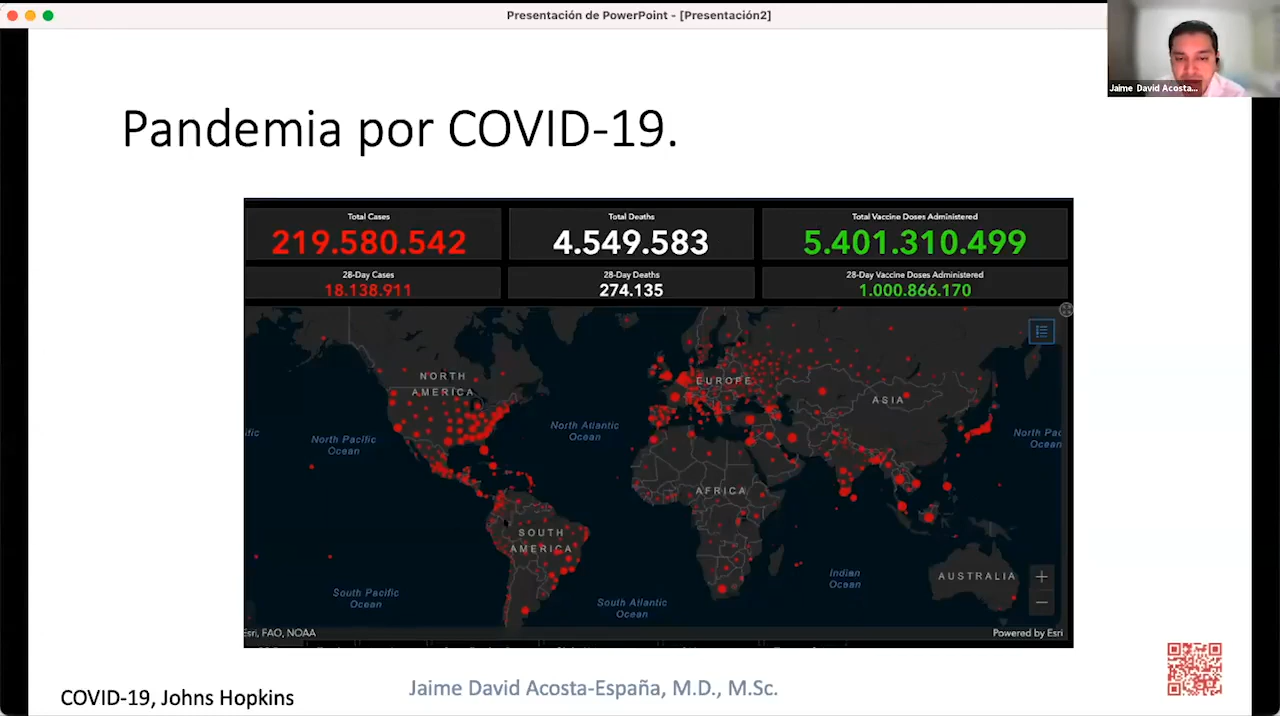 Presentación de PowerPoint - [Presentación2]
Jaime David Acosta...
Pandemia por COVID-19.
Total Cases
219.580.542
Total Deaths
4.549.583
Total Vaccine Doses Administered
5.401.310.499
28-Day Cases
18.138.911
28-Day Deaths
274.135
28-Day Vaccine Doses Administered
1.000.866.170
NORTH
AMERICA
EUROPE
ASIA
North Atlantic
Ocean
ific
North Pacific
Ocean
North Pac
Ocean
AFRICA
SOUTH
AMERICA
AUSTRALIA
Indian
Ocean
South Pacific
Ocean
South Atlantic
Ocean
Esri, FAO, NOAA
Powered by Esri
COVID-19, Johns Hopkins
Jaime David Acosta-España, M.D., M.Sc.